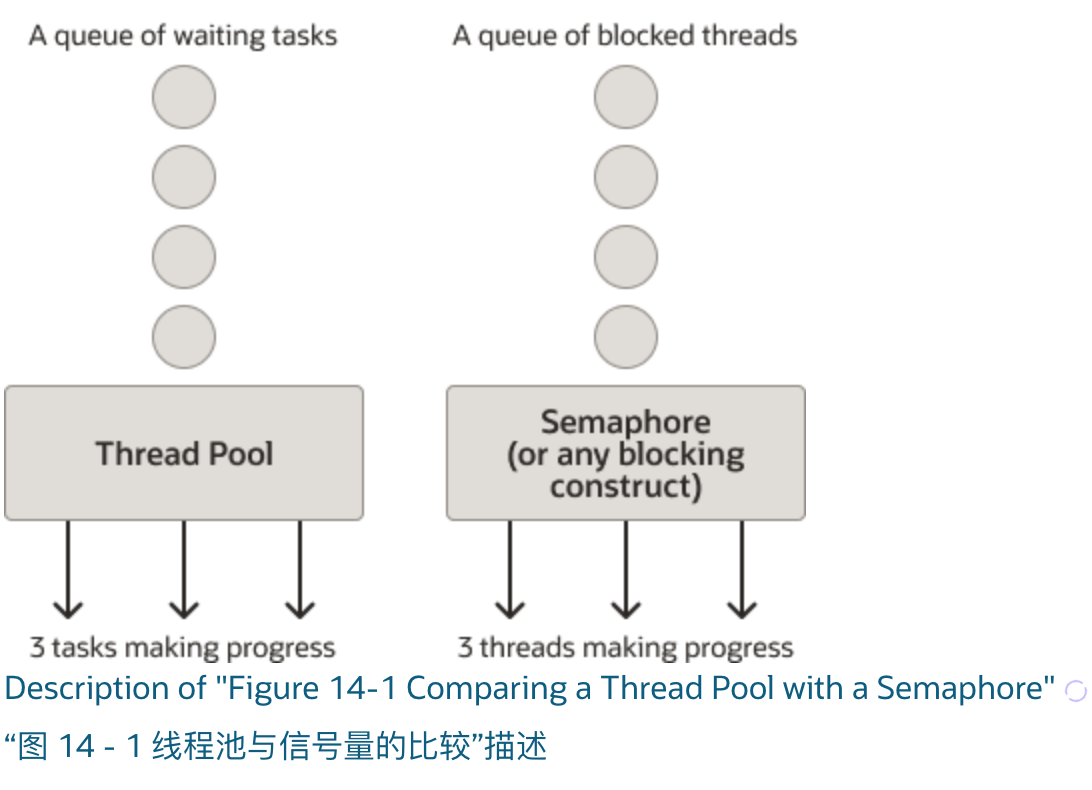 A queue of waiting tasks
A queue of blocked threads
Thread Pool
Semaphore
(or any blocking
construct)
3 tasks making progress
3 threads making progress
Description of "Figure 14-1 Comparing a Thread Pool with a Semaphore"
“图 14 - 1 线程池与信号量的比较”描述